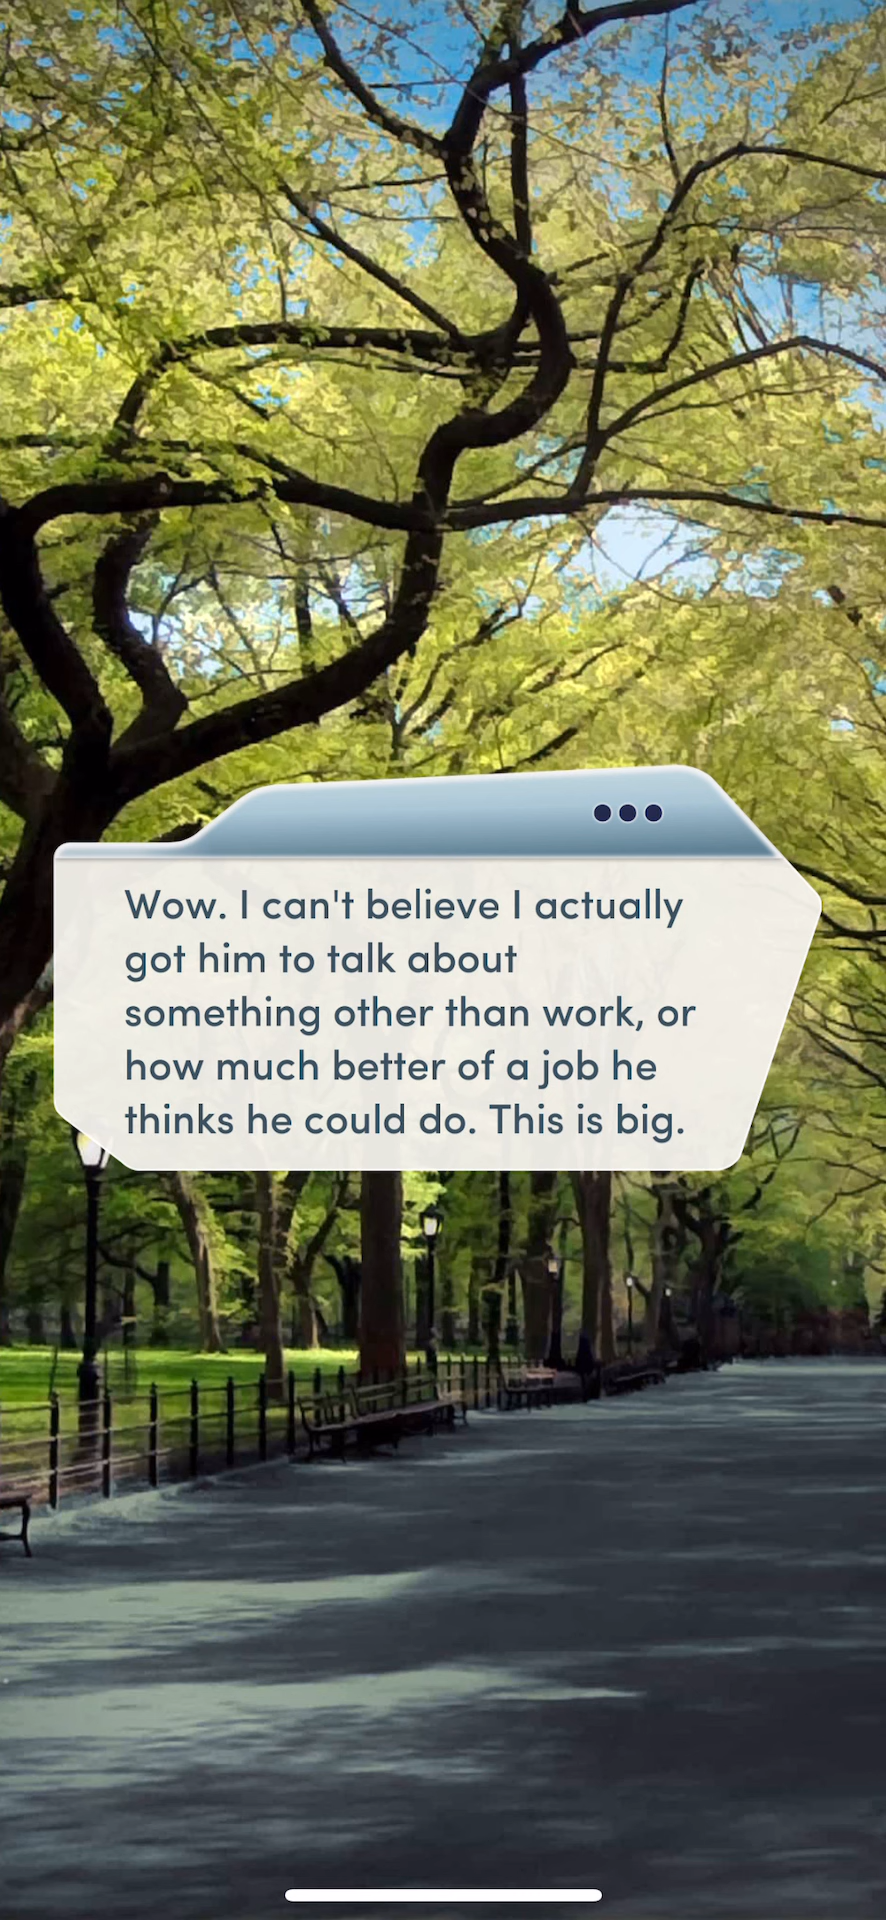 Wow. I can't believe I actually
got him to talk about
something other than work, or
how much better of a job he
thinks he could do. This is big.